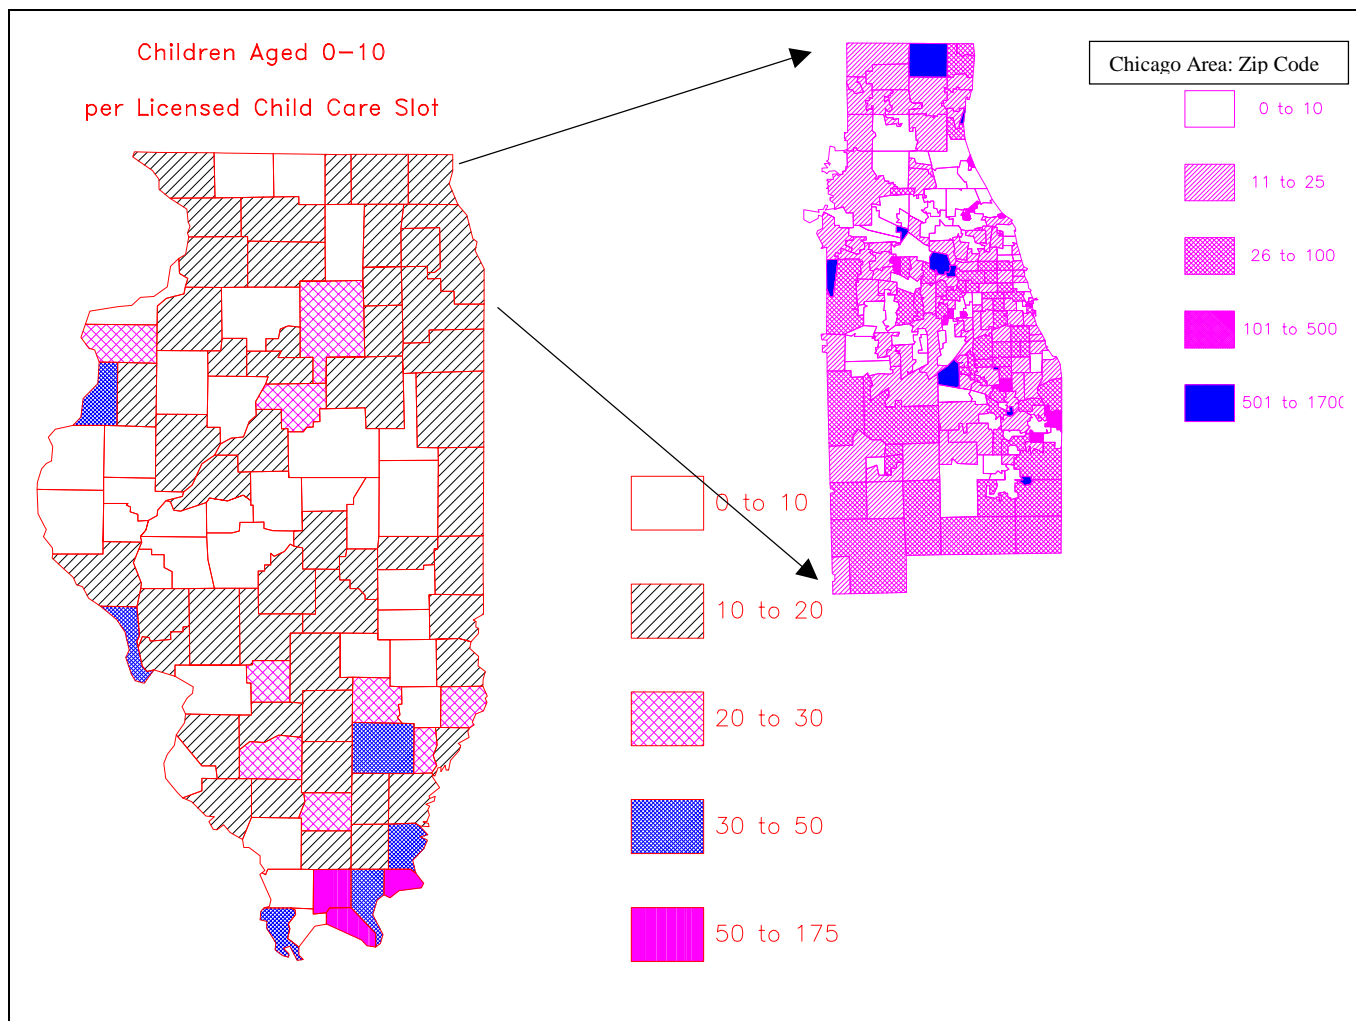 Children Aged 0-10
per Licensed Child Care Slot
0 to 10
10 to 20
20 to 30
30 to 50
50 to 175
Chicago Area: Zip Code
0 to 10
11 to 25
26 to 100
101 to 500
501 to 1700